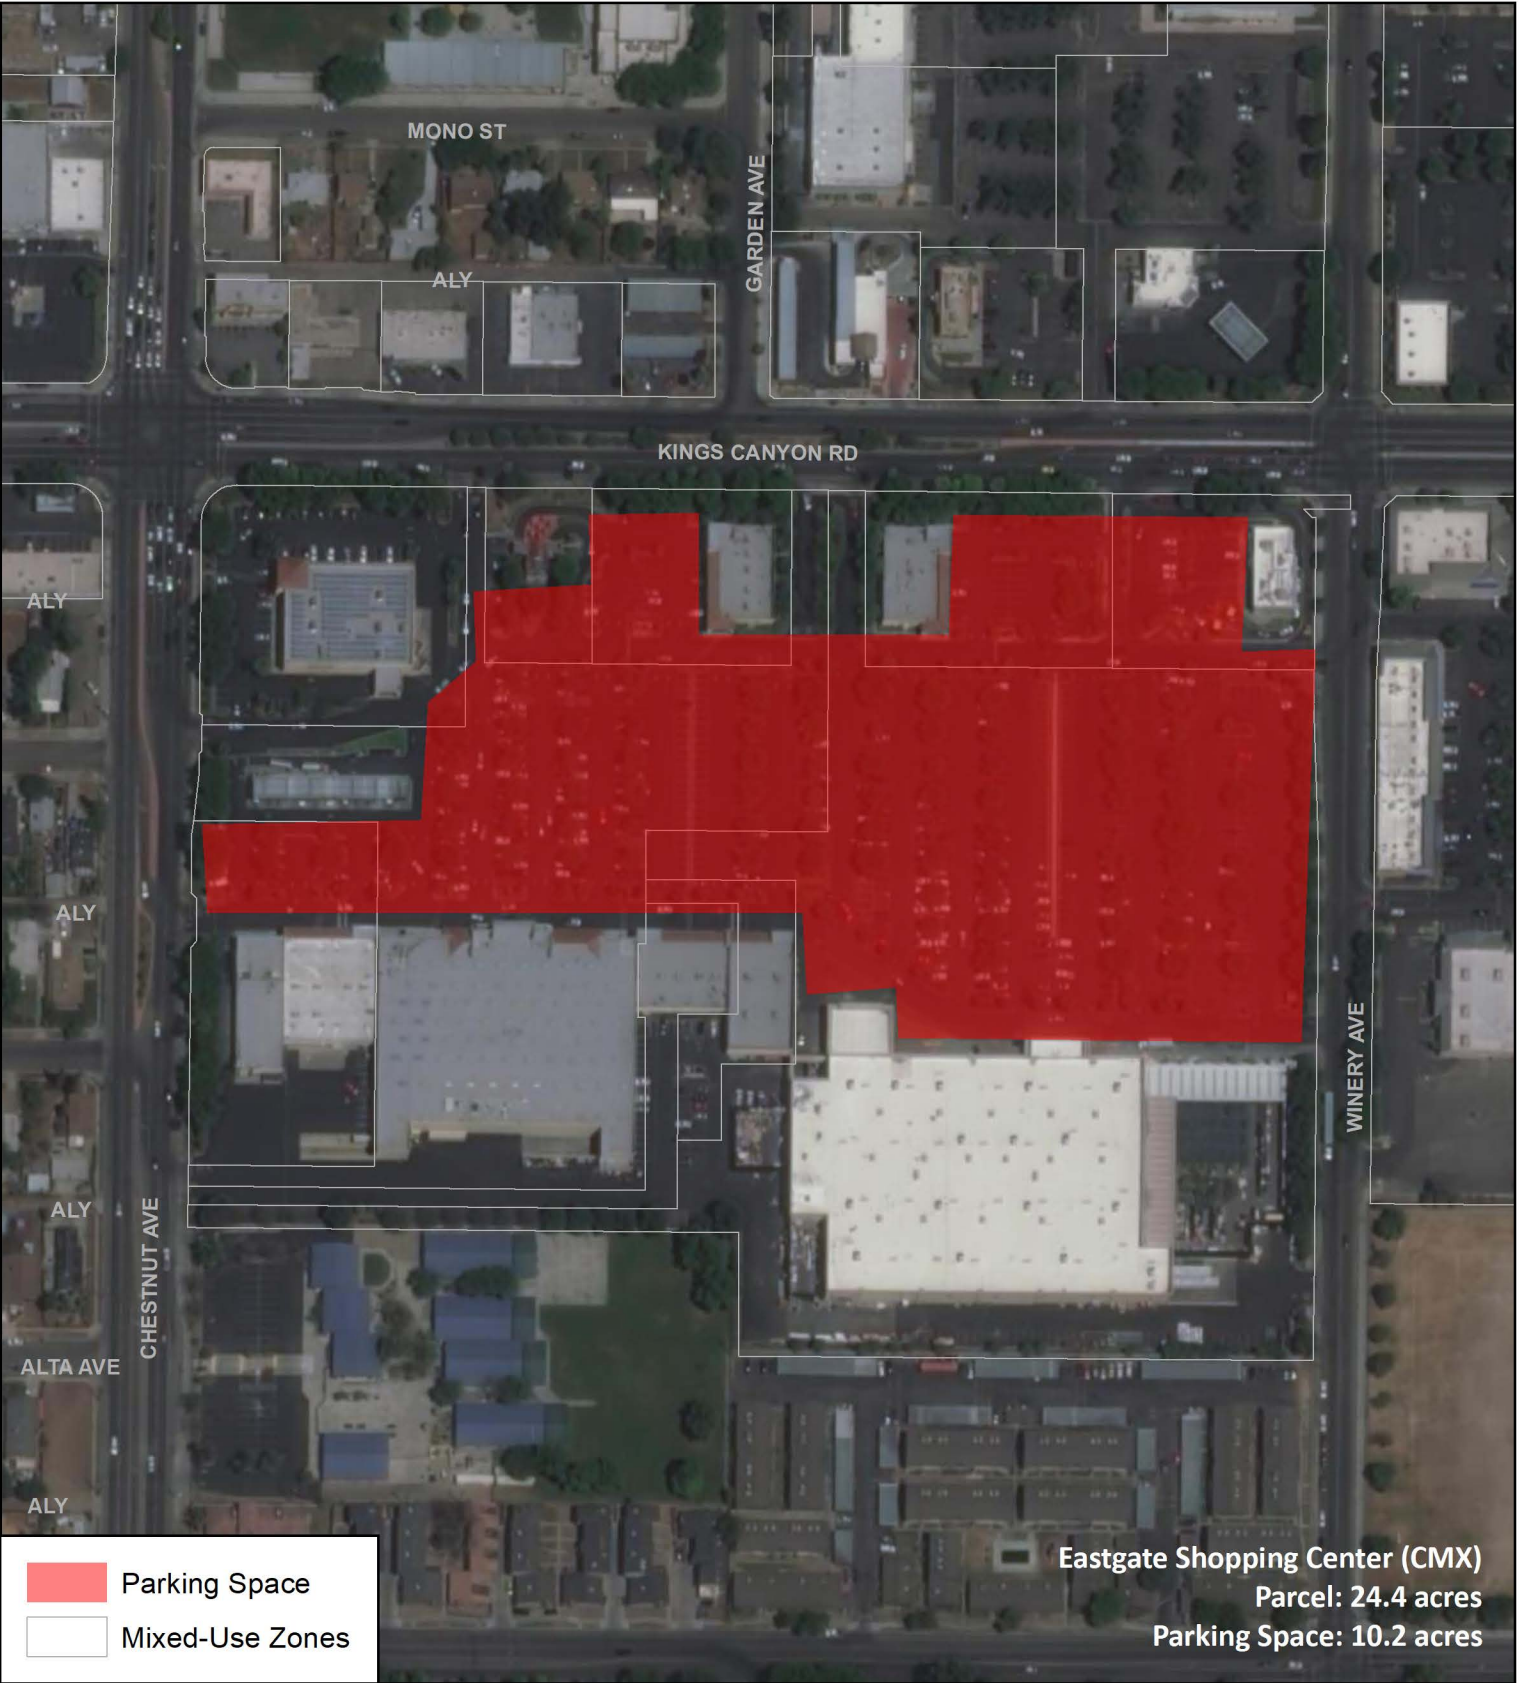 MONO ST
GARDEN AVE
ALY
KINGS CANYON RD
ALY
ALY
WINERY AVE
ALY
CHESTNUT AVE
ALTA AVE
ALY
Parking Space
Mixed-Use Zones
Eastgate Shopping Center (CMX)
Parcel: 24.4 acres
Parking Space: 10.2 acres